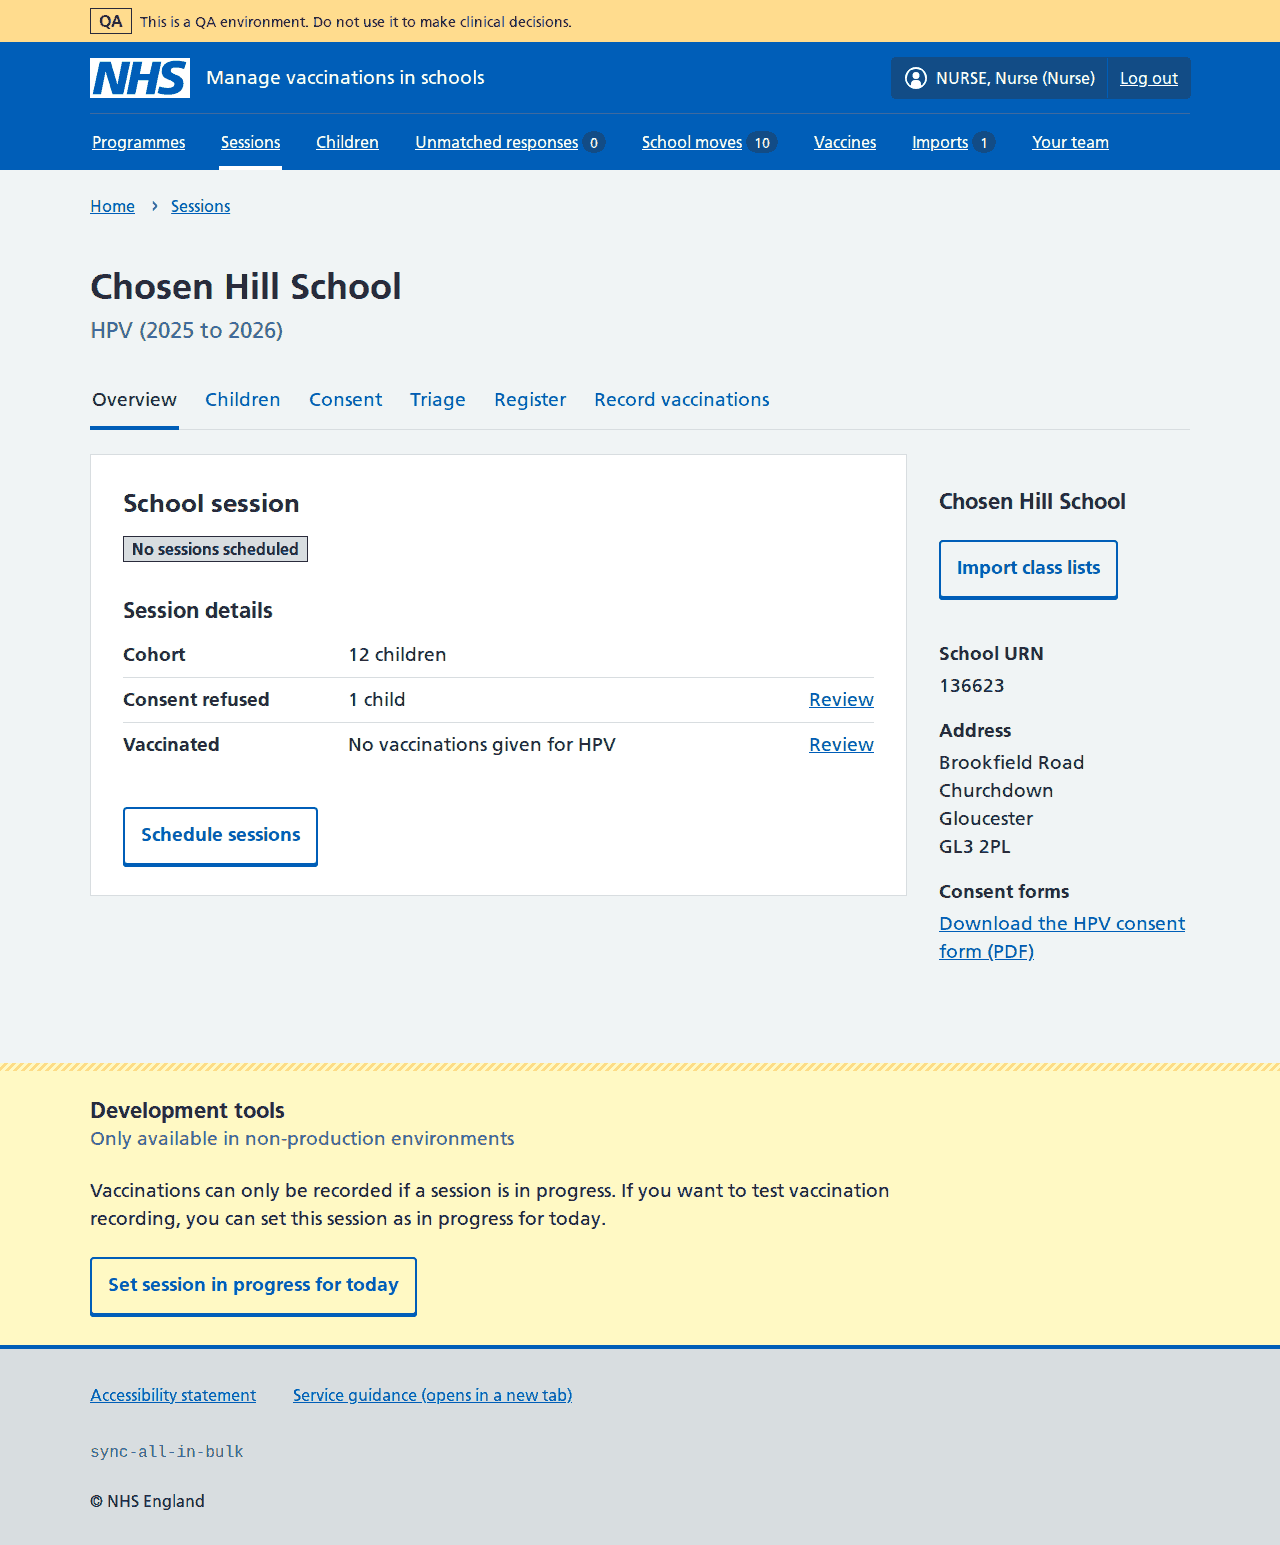 QA This is a QA environment. Do not use it to make clinical decisions.
NHS Manage vaccinations in schools NURSE, Nurse (Nurse) Log out
Programmes Sessions Children Unmatched responses 0 School moves 10 Vaccines Imports 1 Your team
Home › Sessions
Chosen Hill School
HPV (2025 to 2026)
Overview Children Consent Triage Register Record vaccinations
School session
No sessions scheduled
Session details
Cohort 12 children
Consent refused 1 child Review
Vaccinated No vaccinations given for HPV Review
Schedule sessions
Chosen Hill School
Import class lists
School URN
136623
Address
Brookfield Road
Churchdown
Gloucester
GL3 2PL
Consent forms
Download the HPV consent
form (PDF)
Development tools
Only available in non-production environments
Vaccinations can only be recorded if a session is in progress. If you want to test vaccination
recording, you can set this session as in progress for today.
Set session in progress for today
Accessibility statement Service guidance (opens in a new tab)
sync-all-in-bulk
© NHS England